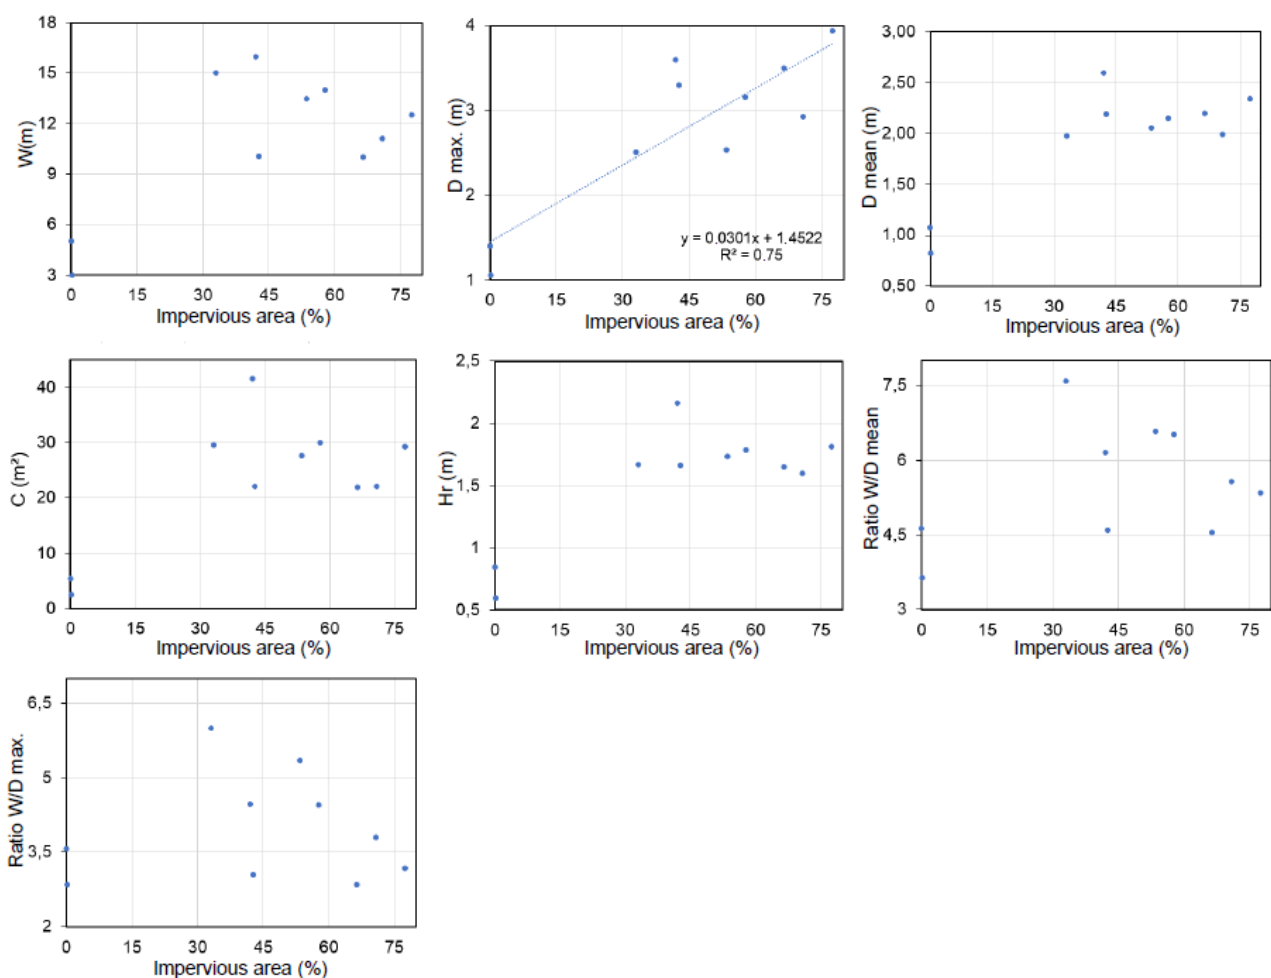 18
15
12
9
6
3
W(m)
0 15 30 45 60 75
Impervious area (%)
4
3
2
1
D max. (m)
y = 0.0301x + 1.4522
R² = 0.75
0 15 30 45 60 75
Impervious area (%)
3,00
2,50
2,00
1,50
1,00
0,50
D mean (m)
0 15 30 45 60 75
Impervious area (%)
40
30
20
10
0
C (m²)
0 15 30 45 60 75
Impervious area (%)
2,5
2
1,5
1
0,5
Hr (m)
0 15 30 45 60 75
Impervious area (%)
7,5
6
4,5
3
Ratio W/D mean
0 15 30 45 60 75
Impervious area (%)
6,5
5
3,5
2
Ratio W/D max.
0 15 30 45 60 75
Impervious area (%)